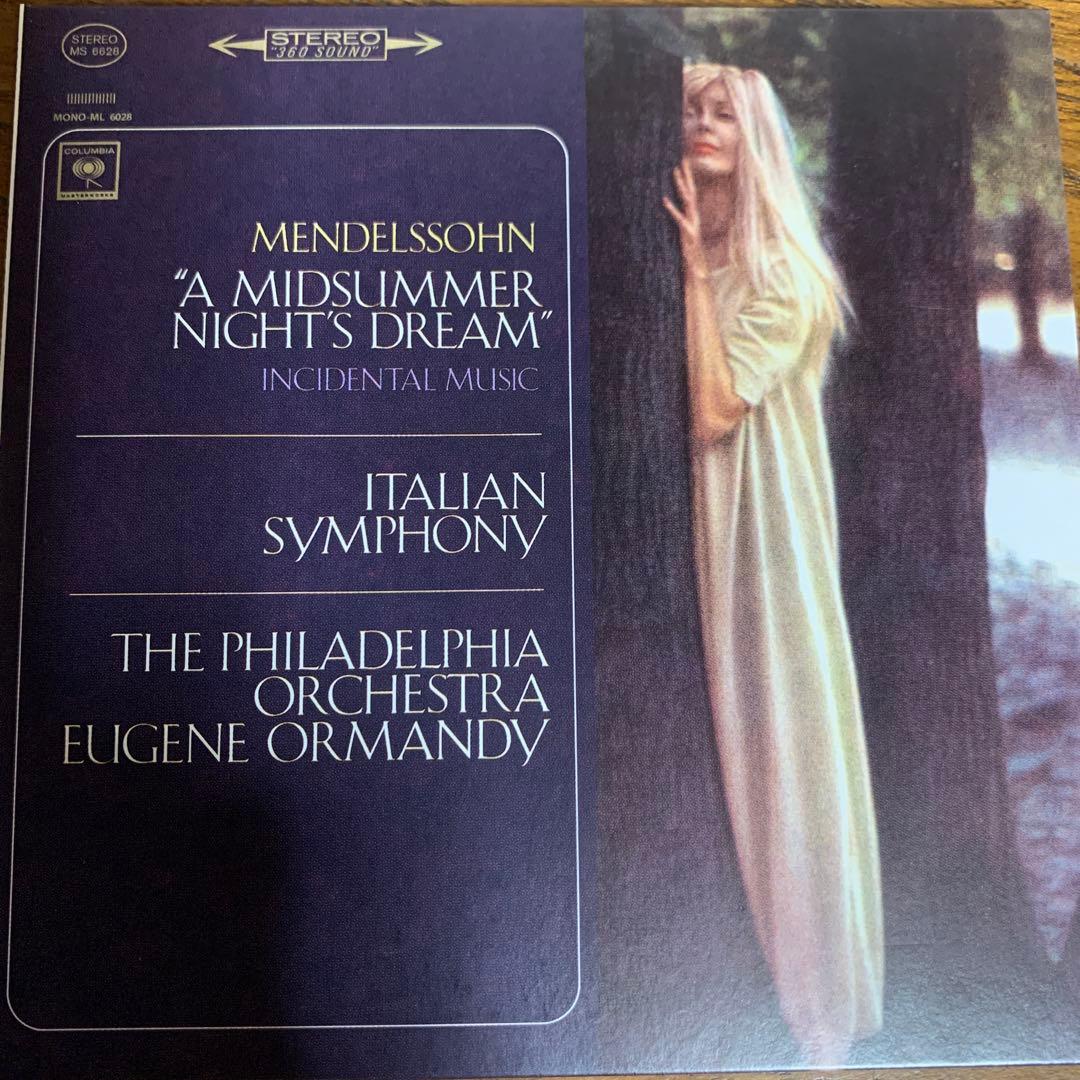 STEREO
MS 6628
STEREO
"360 SOUND"
MONO-ML 6028
COLUMBIA
MASTERWORKS
MENDELSSOHN
“A MIDSUMMER
NIGHT'S DREAM”
INCIDENTAL MUSIC
ITALIAN
SYMPHONY
THE PHILADELPHIA
ORCHESTRA
EUGENE ORMANDY